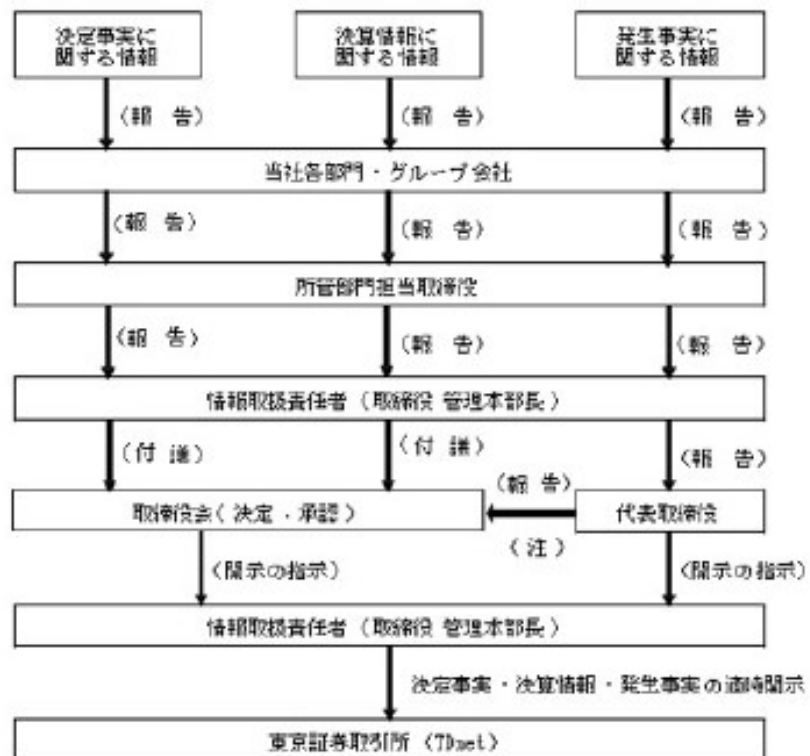 決定事実に
関する情報
決算情報に
関する情報
発生事実に
関する情報
(報 告)
(報 告)
(報 告)
当社各部門・グループ会社
(報 告)
(報 告)
(報 告)
所管部門担当取締役
(報 告)
(報 告)
(報 告)
情報取扱責任者(取締役 管理本部長)
(付 議)
(付 議)
(報 告)
(報 告)
取締役会(決定・承認)
代表取締役
(注)
(開示の指示)
(開示の指示)
情報取扱責任者(取締役 管理本部長)
決定事実・決算情報・発生事実の適時開示
東京証券取引所(TDnet)